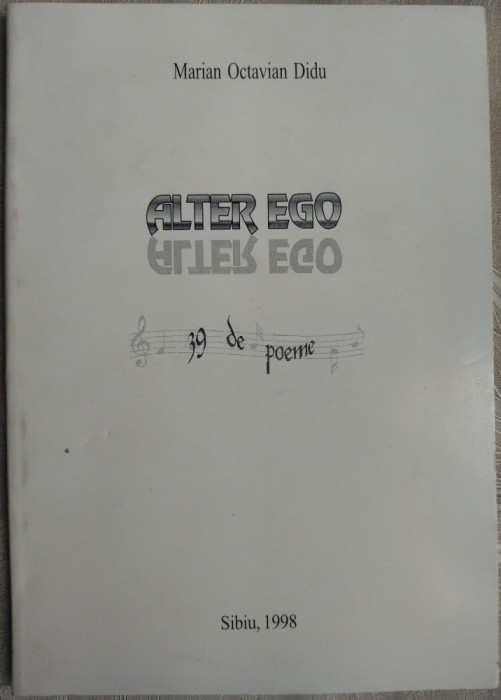 Marian Octavian Didu
ALTER EGO
ALTER EGO
39 de poeme
Sibiu, 1998